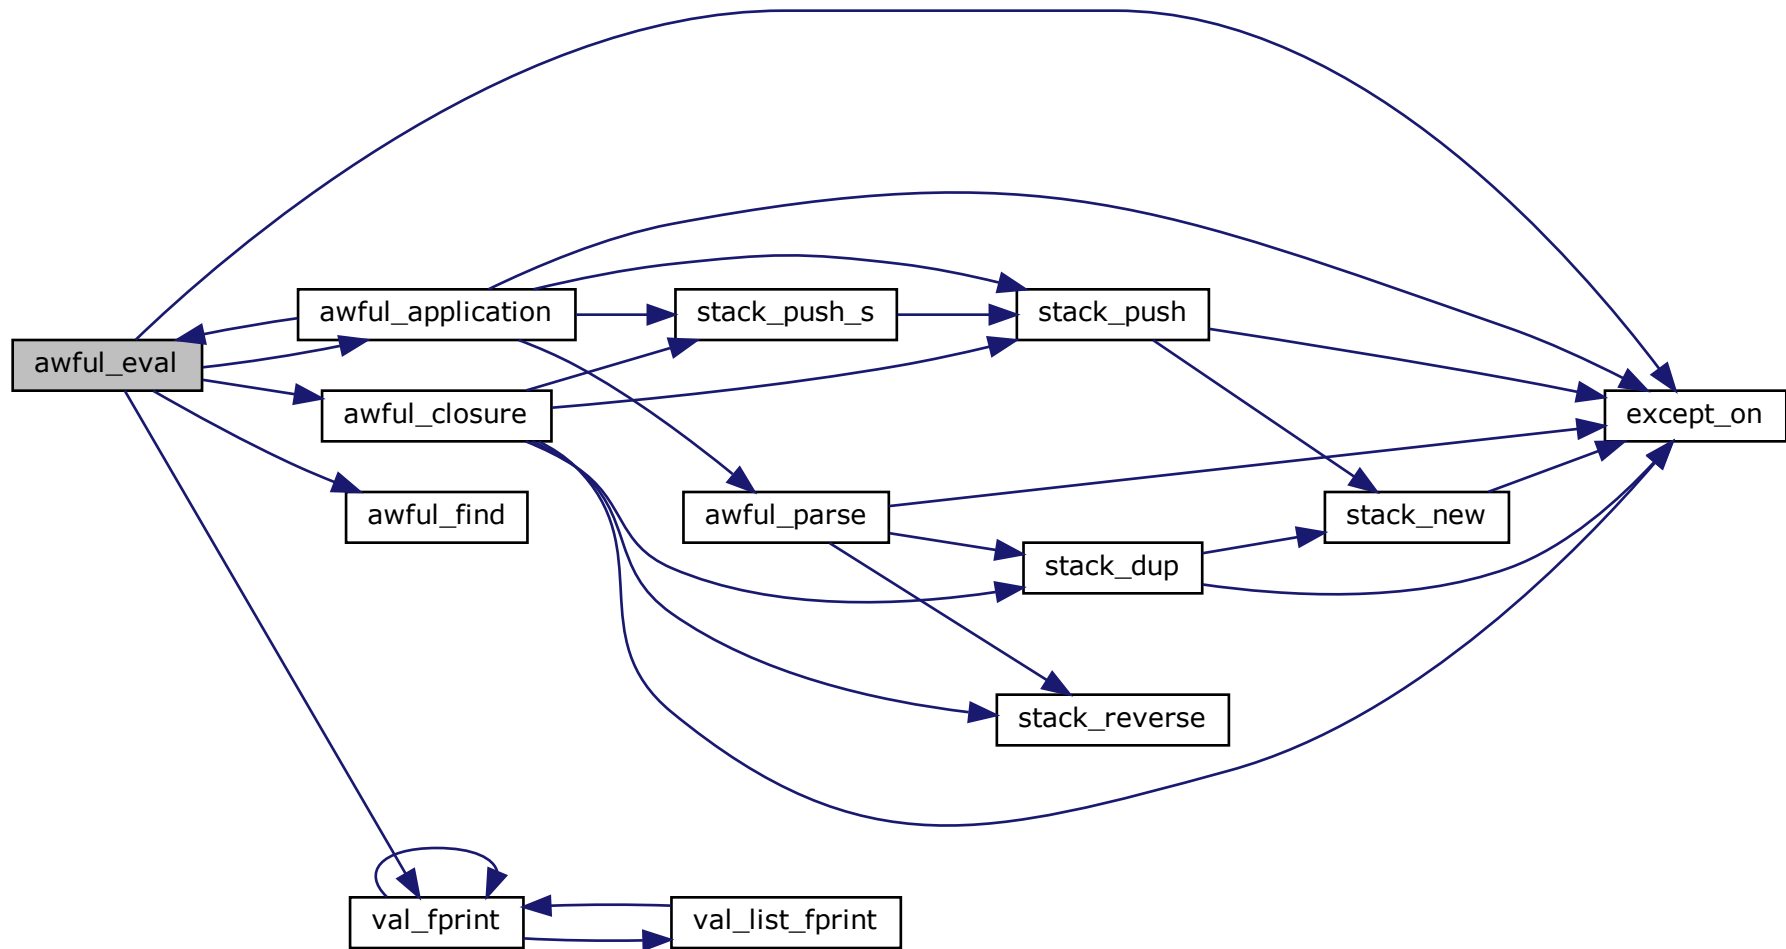 awful_eval
awful_application
awful_closure
awful_find
stack_push_s
stack_push
awful_parse
stack_dup
stack_new
stack_reverse
except_on
val_fprint
val_list_fprint